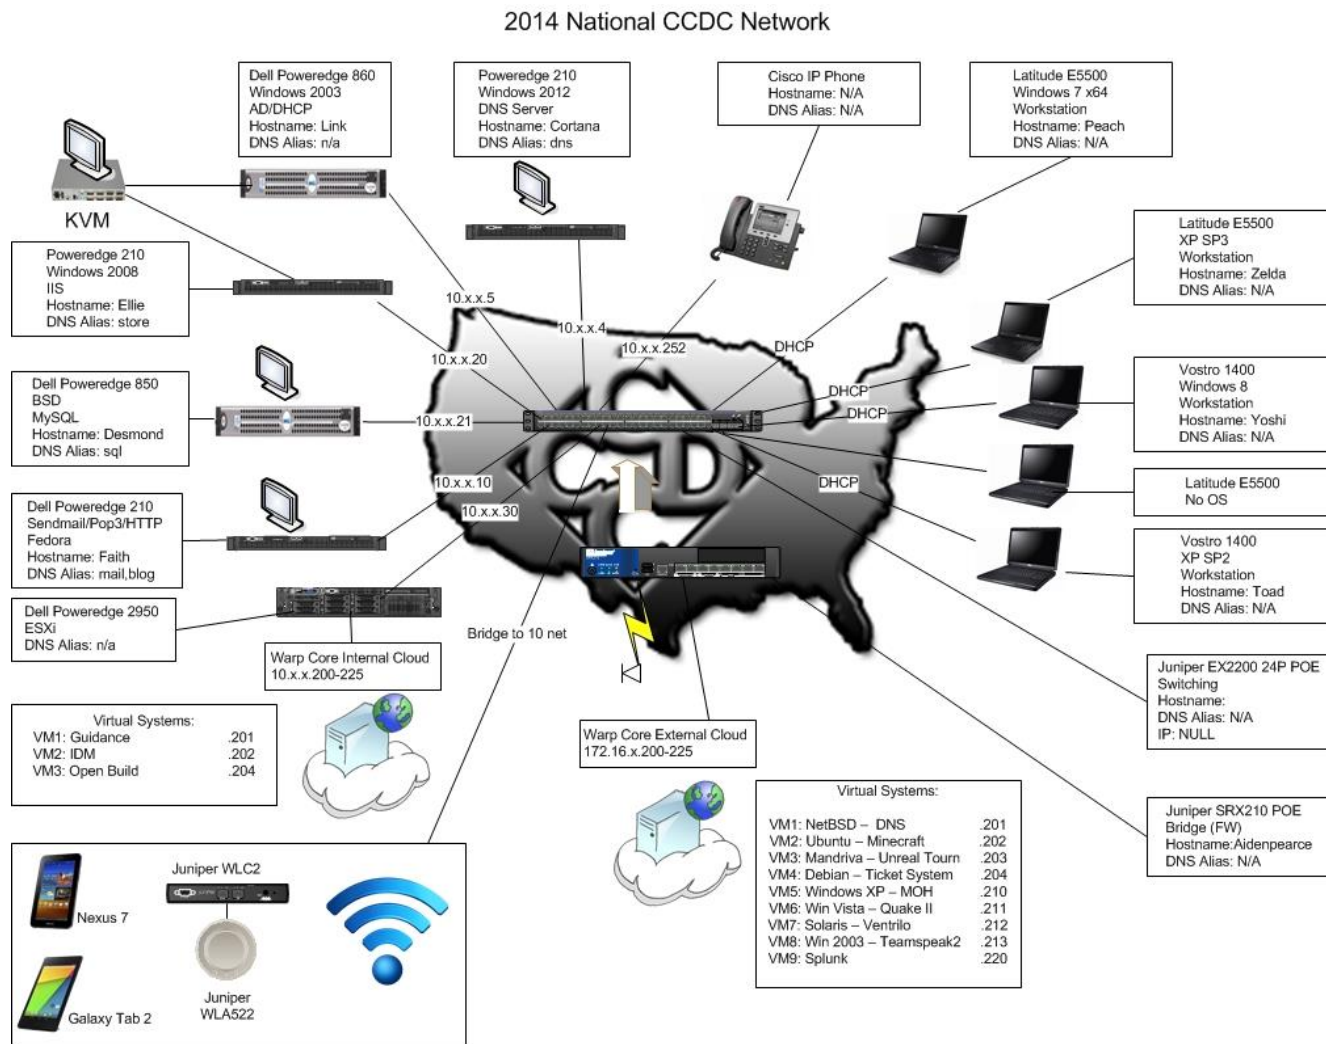 2014 National CCDC Network
Dell Poweredge 860
Windows 2003
AD/DHCP
Hostname: Link
DNS Alias: n/a
Poweredge 210
Windows 2012
DNS Server
Hostname: Cortana
DNS Alias: dns
Cisco IP Phone
Hostname: N/A
DNS Alias: N/A
Latitude E5500
Windows 7 x64
Workstation
Hostname: Peach
DNS Alias: N/A
KVM
Poweredge 210
Windows 2008
IIS
Hostname: Ellie
DNS Alias: store
Latitude E5500
XP SP3
Workstation
Hostname: Zelda
DNS Alias: N/A
10.x.x.5
10.x.x.4
10.x.x.252
10.x.x.20
DHCP
DHCP
DHCP
Dell Poweredge 850
BSD
MySQL
Hostname: Desmond
DNS Alias: sql
10.x.x.21
Vostro 1400
Windows 8
Workstation
Hostname: Yoshi
DNS Alias: N/A
10.x.x.10
10.x.x.30
DHCP
Latitude E5500
No OS
Dell Poweredge 210
Sendmail/Pop3/HTTP
Fedora
Hostname: Faith
DNS Alias: mail,blog
Vostro 1400
XP SP2
Workstation
Hostname: Toad
DNS Alias: N/A
Dell Poweredge 2950
ESXi
DNS Alias: n/a
Bridge to 10 net
Warp Core Internal Cloud
10.x.x.200-225
Juniper EX2200 24P POE
Switching
Hostname:
DNS Alias: N/A
IP: NULL
Virtual Systems:
VM1: Guidance .201
VM2: IDM .202
VM3: Open Build .204
Warp Core External Cloud
172.16.x.200-225
Virtual Systems:
VM1: NetBSD – DNS .201
VM2: Ubuntu – Minecraft .202
VM3: Mandriva – Unreal Tourn .203
VM4: Debian – Ticket System .204
VM5: Windows XP – MOH .210
VM6: Win Vista – Quake II .211
VM7: Solaris – Ventrilo .212
VM8: Win 2003 – Teamspeak2 .213
VM9: Splunk .220
Juniper SRX210 POE
Bridge (FW)
Hostname:Aidenpearce
DNS Alias: N/A
Juniper WLC2
Nexus 7
Juniper
WLA522
Galaxy Tab 2